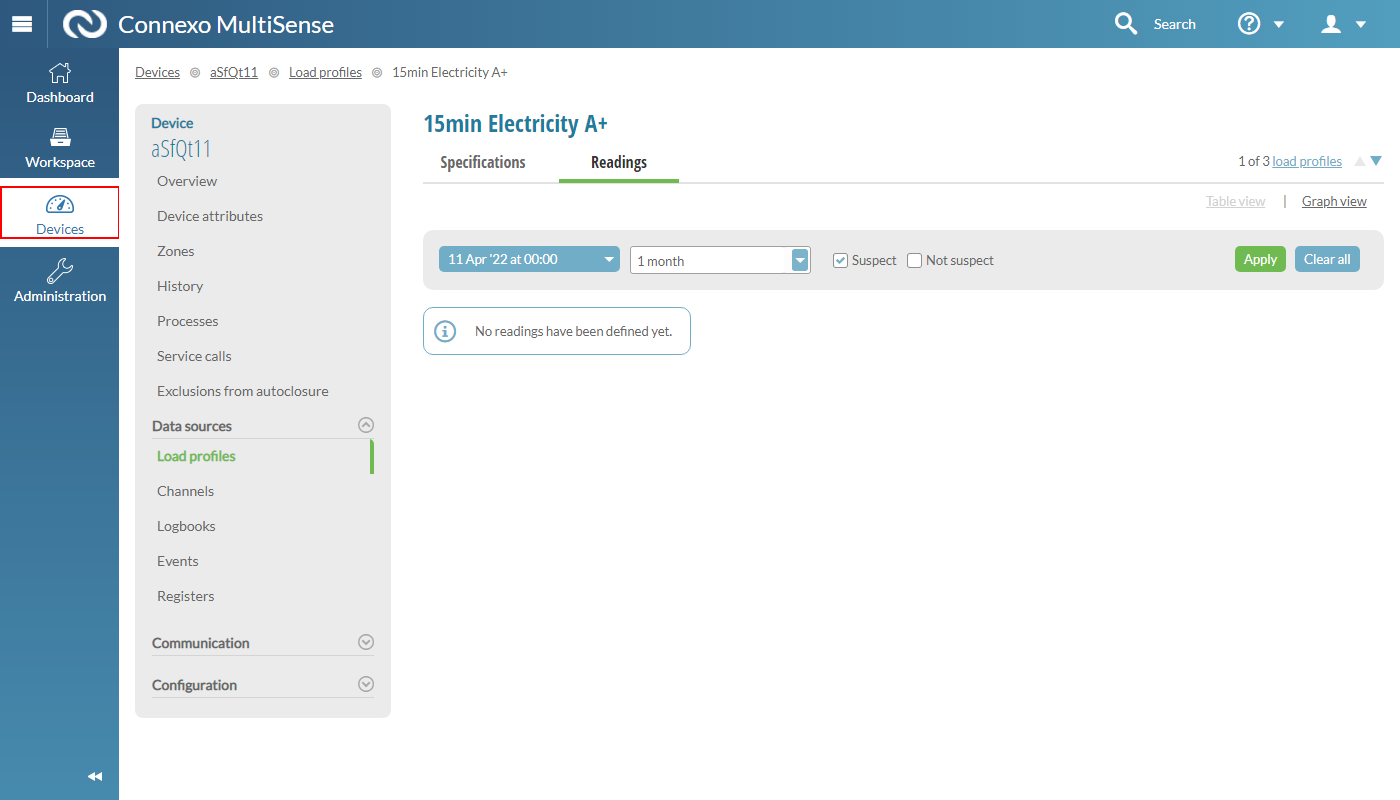 Connexo MultiSense
Search
Dashboard
Workspace
Devices
Administration
Devices aSfQt11 Load profiles 15min Electricity A+
Device
aSfQt11
Overview
Device attributes
Zones
History
Processes
Service calls
Exclusions from autoclosure
Data sources
Load profiles
Channels
Logbooks
Events
Registers
Communication
Configuration
15min Electricity A+
Specifications Readings 1 of 3 load profiles
Table view | Graph view
11 Apr '22 at 00:00 1 month Suspect Not suspect Apply Clear all
No readings have been defined yet.